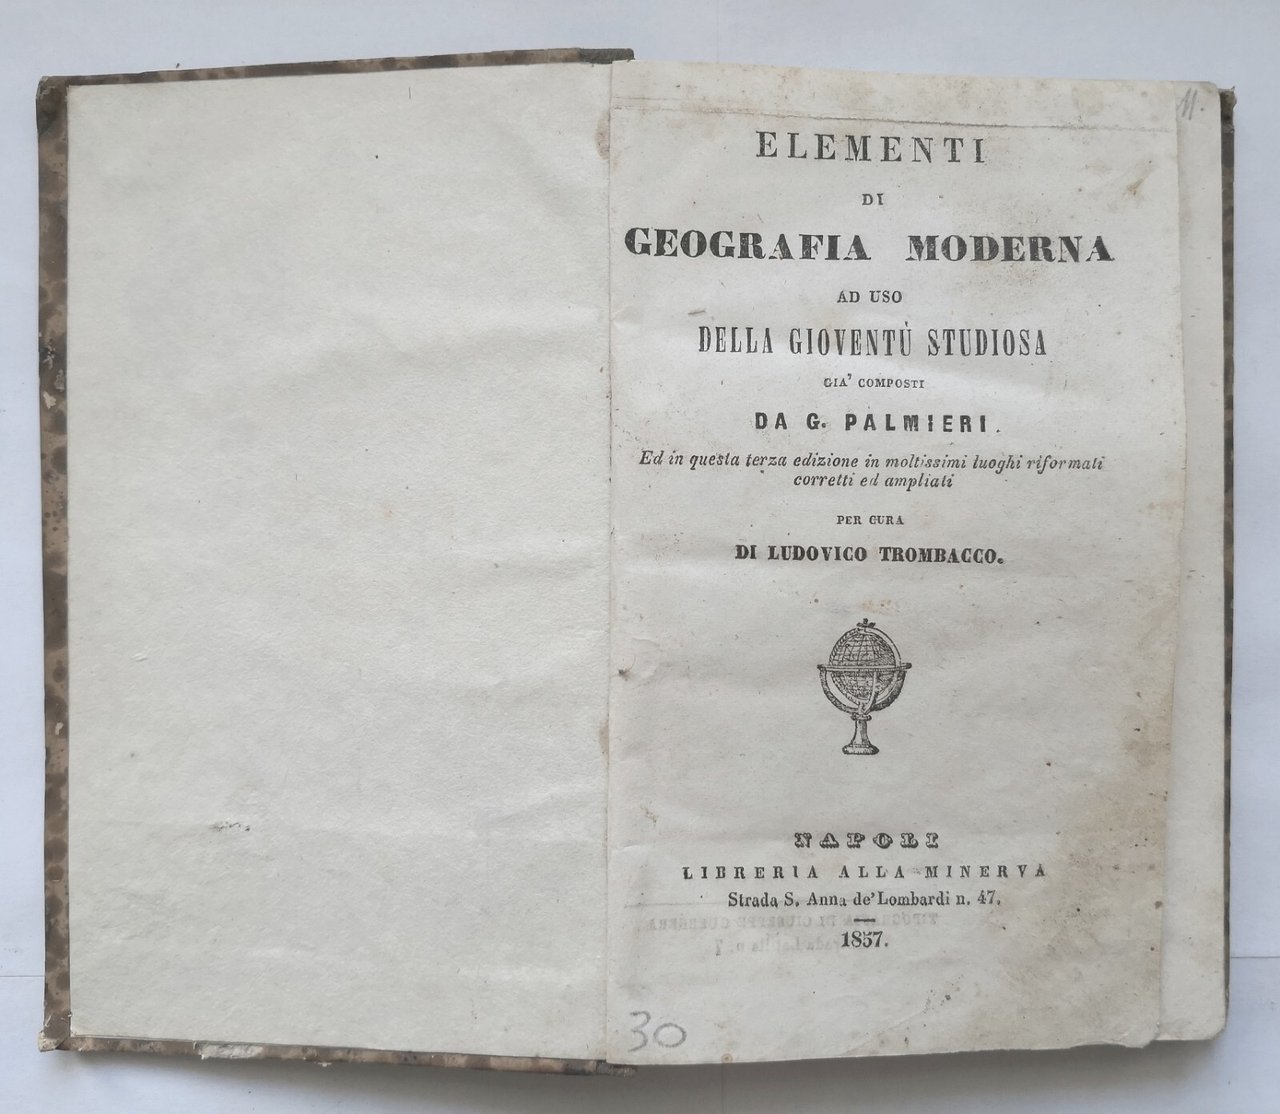 11.
ELEMENTI
DI
GEOGRAFIA MODERNA
AD USO
DELLA GIOVENTÙ STUDIOSA
GIA' COMPOSTI
DA G. PALMIERI.
Ed in questa terza edizione in moltissimi luoghi riformati
corretti ed ampliati
PER CURA
DI LUDOVICO TROMBACCO.
NAPOLI
LIBRERIA ALLA MINERVA
Strada S. Anna de' Lombardi n. 47.
1857.
30